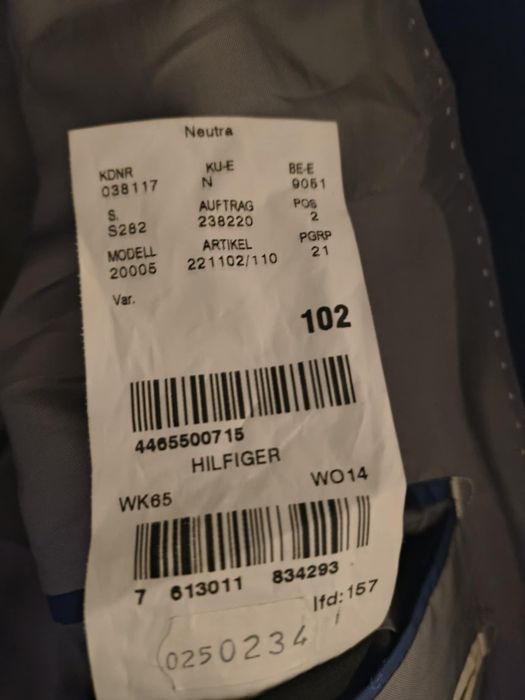 Neutra
KDNR KU-E BE-E
038117 N 9051
S. AUFTRAG POS
S282 238220 2
MODELL ARTIKEL PGRP
20005 221102/110 21
Var.
102
4465500715
HILFIGER
WK65 WO14
7 613011 834293
lfd: 157
0250234